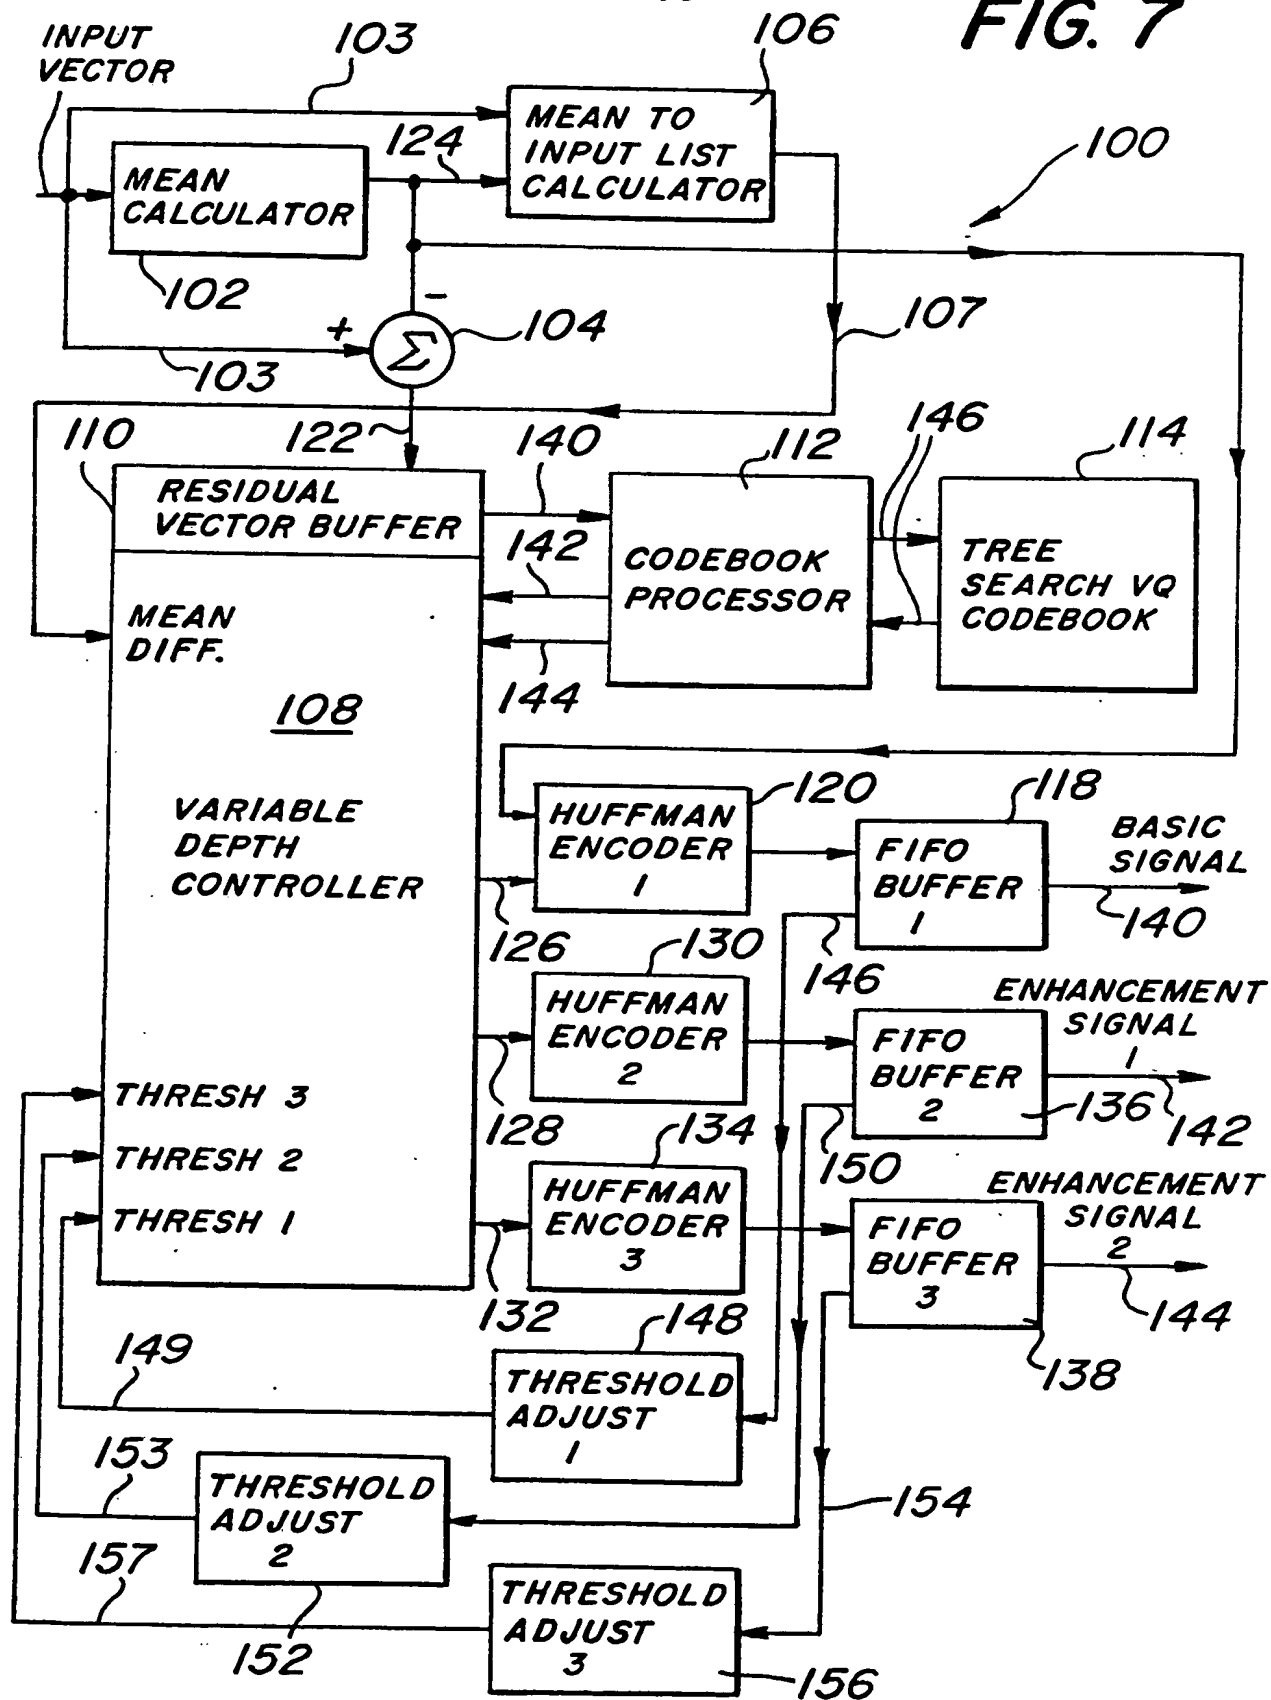 FIG. 7
INPUT
VECTOR
103
106
MEAN TO
INPUT LIST
CALCULATOR
124
100
MEAN
CALCULATOR
102
-
+
Σ
104
107
103
110
122
140
112
146
114
RESIDUAL
VECTOR BUFFER
142
CODEBOOK
PROCESSOR
TREE
SEARCH VQ
CODEBOOK
MEAN
DIFF.
144
108
VARIABLE
DEPTH
CONTROLLER
HUFFMAN
ENCODER
1
120
118
FIFO
BUFFER
1
BASIC
SIGNAL
140
126
130
146
HUFFMAN
ENCODER
2
ENHANCEMENT
SIGNAL
1
FIFO
BUFFER
2
136
142
THRESH 3
128
134
150
THRESH 2
ENHANCEMENT
SIGNAL
2
THRESH 1
HUFFMAN
ENCODER
3
FIFO
BUFFER
3
144
132
148
138
149
THRESHOLD
ADJUST
1
153
THRESHOLD
ADJUST
2
154
157
152
THRESHOLD
ADJUST
3
156